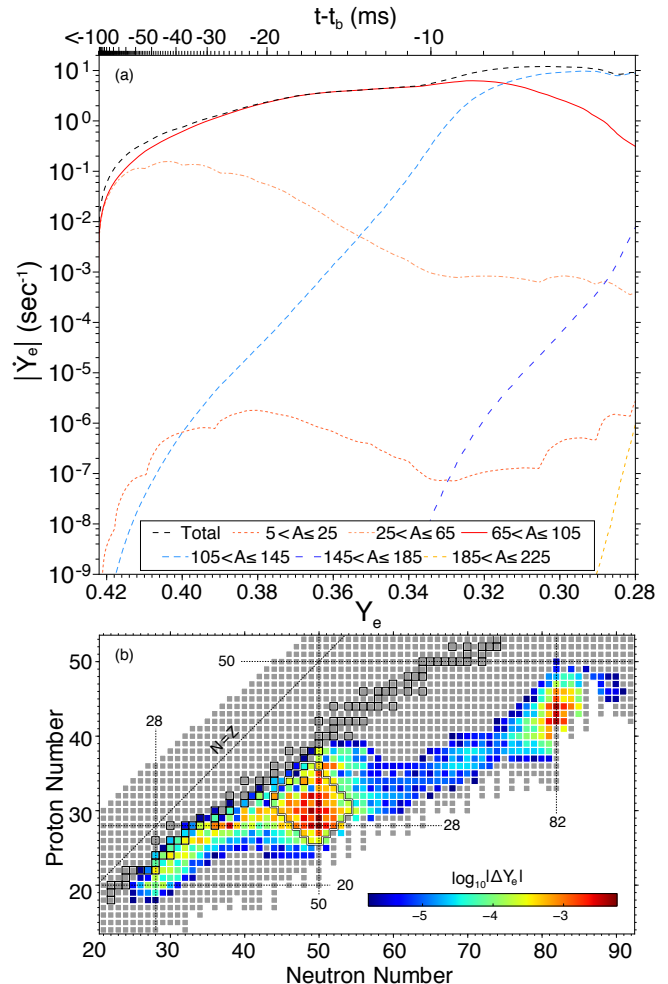 t-t_b (ms)
<-100 -50 -40 -30 -20 -10
(a)
10^1
10^0
10^-1
10^-2
10^-3
10^-4
10^-5
10^-6
10^-7
10^-8
10^-9
|Ẏ_e| (sec^-1)
Total 5<A≤25 25<A≤65 65<A≤105
105<A≤145 145<A≤185 185<A≤225
0.42 0.40 0.38 0.36 0.34 0.32 0.30 0.28
Y_e
(b)
50
28
N=Z
28
82
20
50
50
40
30
20
Proton Number
log_10|ΔY_e|
-5 -4 -3
20 30 40 50 60 70 80 90
Neutron Number